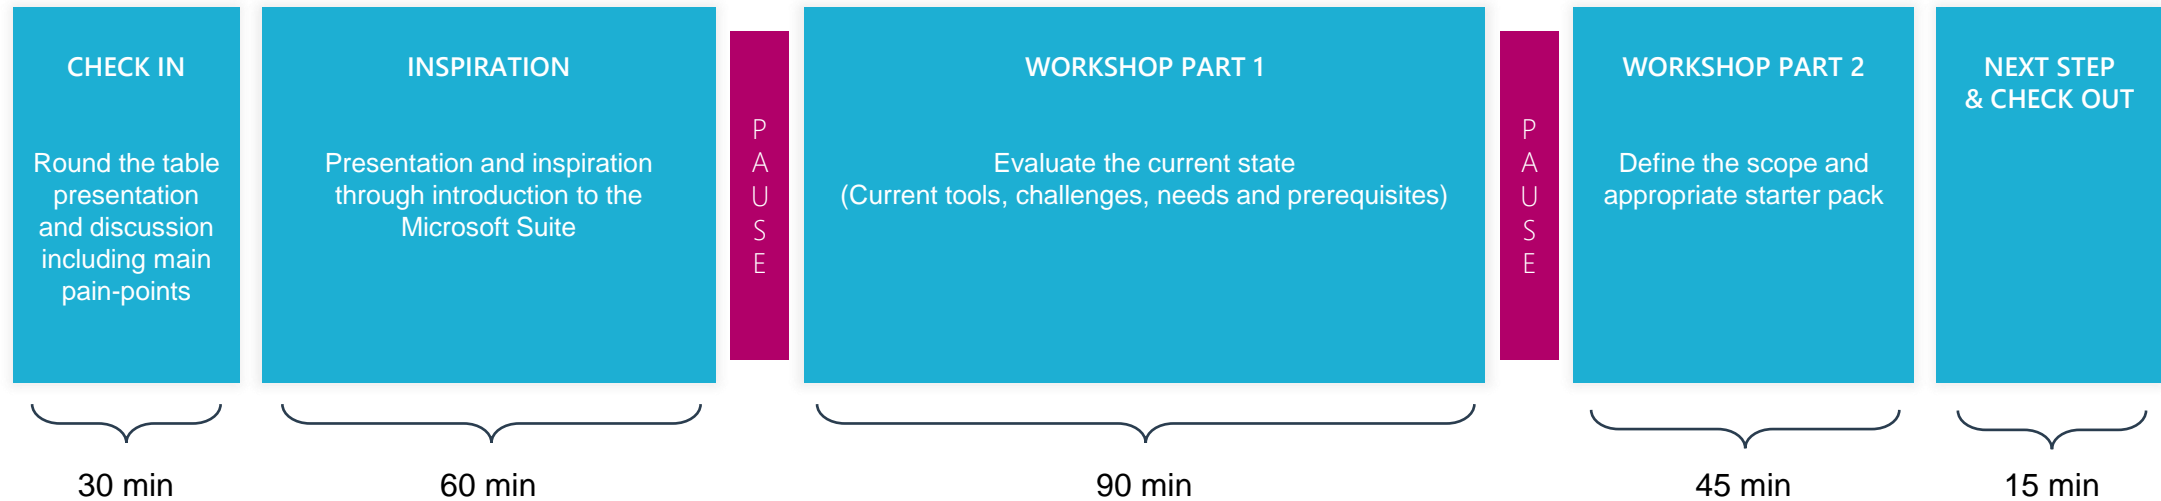 CHECK IN
Round the table
presentation
and discussion
including main
pain-points
INSPIRATION
Presentation and inspiration
through introduction to the
Microsoft Suite
P
A
U
S
E
WORKSHOP PART 1
Evaluate the current state
(Current tools, challenges, needs and prerequisites)
P
A
U
S
E
WORKSHOP PART 2
Define the scope and
appropriate starter pack
NEXT STEP
& CHECK OUT
30 min
60 min
90 min
45 min
15 min